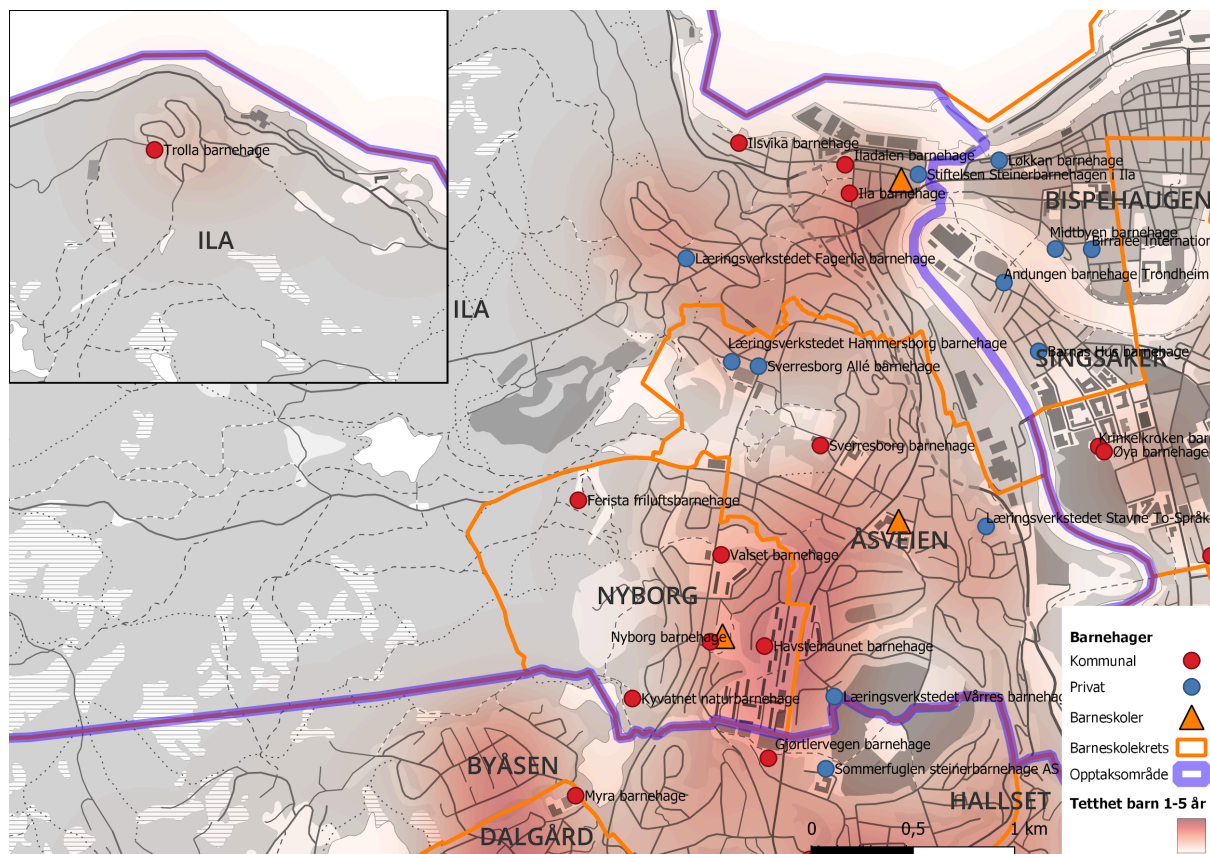 Trolla barnehage
ILA
ILA
Ilsvika barnehage
Iladalen barnehage
Løkkan barnehage
Stiftelsen Steinerbarnehagen i Ila
Ila barnehage
BISPEHAUGEN
Midtbyen barnehage
Birralee Internation
Læringsverkstedet Fagerlia barnehage
Andungen barnehage Trondheim
Læringsverkstedet Hammersborg barnehage
Barnas Hus barnehage
SINGSAKER
Sverresborg Allé barnehage
Sverresborg barnehage
Krinkelkroken barn
Øya barnehage
Ferista friluftsbarnehage
Læringsverkstedet Stavne To-Språk
ÅSVEIEN
Valset barnehage
NYBORG
Nyborg barnehage
Havsteinaunet barnehage
Kyvatnet naturbarnehage
Læringsverkstedet Vårres barnehag
Gjørtlervegen barnehage
BYÅSEN
Sommerfuglen steinerbarnehage AS
Myra barnehage
HALLSET
DALGÅRD
0 0,5 1 km
Barnehager
Kommunal
Privat
Barneskoler
Barneskolekrets
Opptaksområde
Tetthet barn 1-5 år